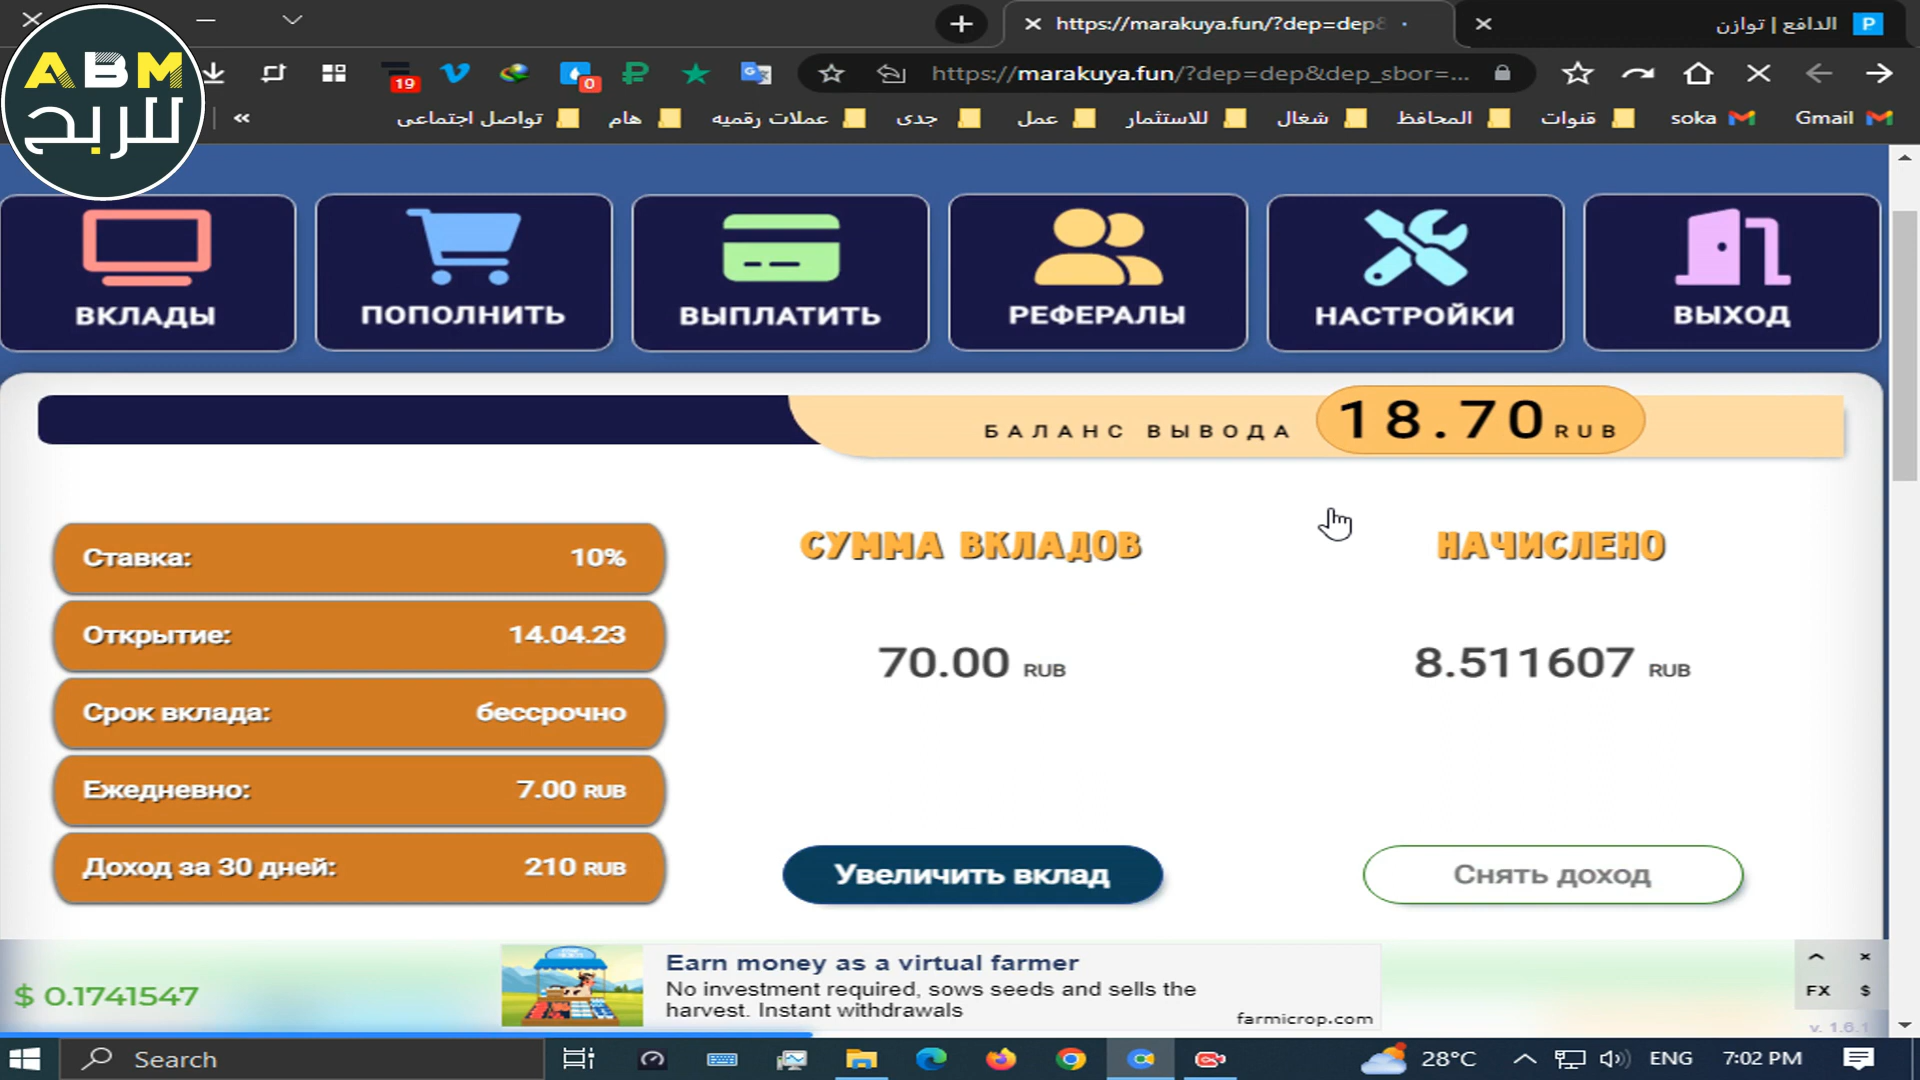 ABM
للربح
https://marakuya.fun/?dep=dep&
الدافع | توازن
P
19
0
https://marakuya.fun/?dep=dep&dep_sbor=...
«
تواصل اجتماعى
هام
عملات رقميه
جدى
عمل
للاستثمار
شغال
المحافظ
قنوات
soka
Gmail
ВКЛАДЫ
ПОПОЛНИТЬ
ВЫПЛАТИТЬ
РЕФЕРАЛЫ
НАСТРОЙКИ
ВЫХОД
БАЛАНС ВЫВОДА 18.70 RUB
Ставка: 10%
Открытие: 14.04.23
Срок вклада: бессрочно
Ежедневно: 7.00 RUB
Доход за 30 дней: 210 RUB
СУММА ВКЛАДОВ
70.00 RUB
Увеличить вклад
НАЧИСЛЕНО
8.511607 RUB
Снять доход
$ 0.1741547
Earn money as a virtual farmer
No investment required, sows seeds and sells the
harvest. Instant withdrawals
farmicrop.com
FX $
v. 1.6.1
Search
28°C
ENG
7:02 PM